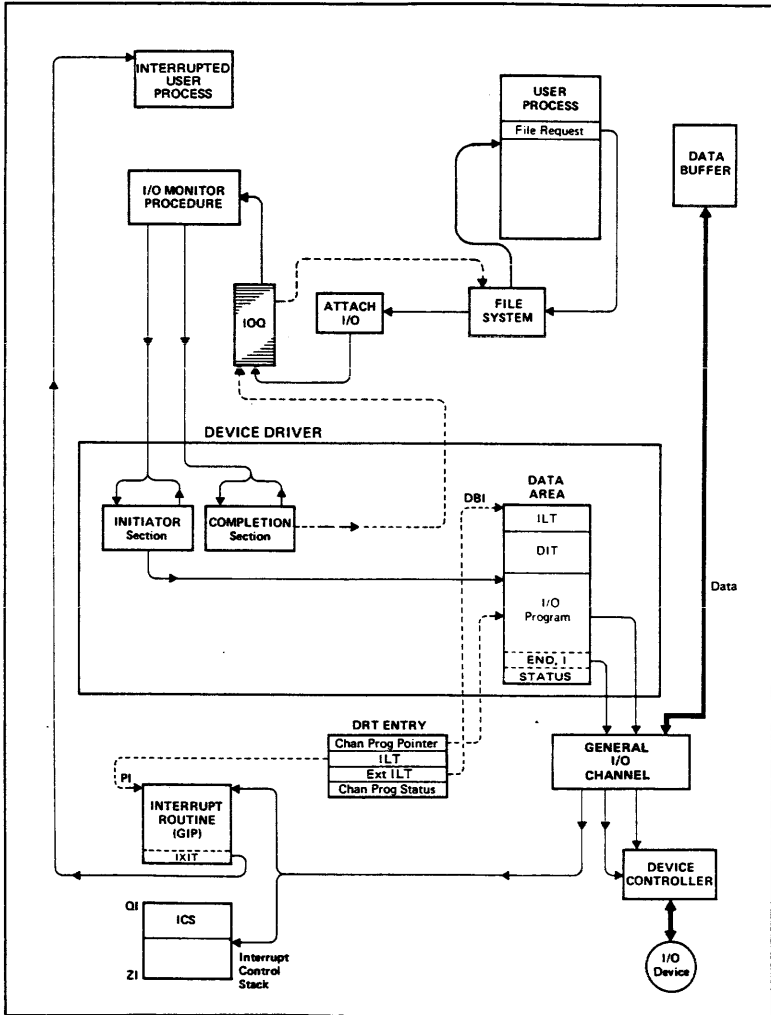 INTERRUPTED
USER
PROCESS
USER
PROCESS
File Request
DATA
BUFFER
I/O MONITOR
PROCEDURE
IOQ
ATTACH
I/O
FILE
SYSTEM
DEVICE DRIVER
DATA
AREA
DBI
INITIATOR
Section
COMPLETION
Section
ILT
DIT
I/O
Program
END, I
STATUS
Data
DRT ENTRY
Chan Prog Pointer
ILT
Ext ILT
Chan Prog Status
GENERAL
I/O
CHANNEL
PI
INTERRUPT
ROUTINE
(GIP)
IXIT
DEVICE
CONTROLLER
QI
ICS
ZI
Interrupt
Control
Stack
I/O
Device